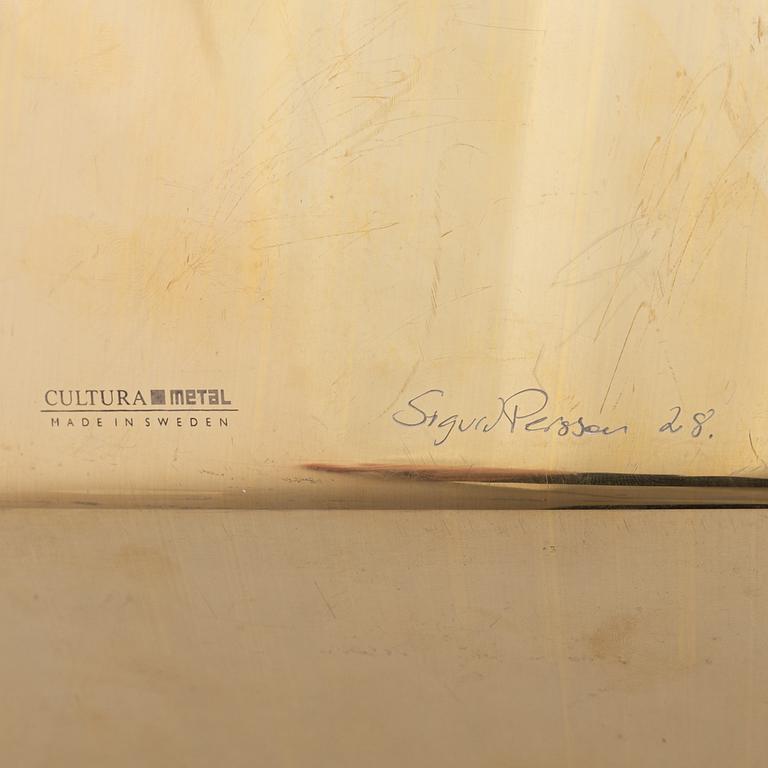 CULTURA METAL
MADE IN SWEDEN
Sigurd Persson 28.